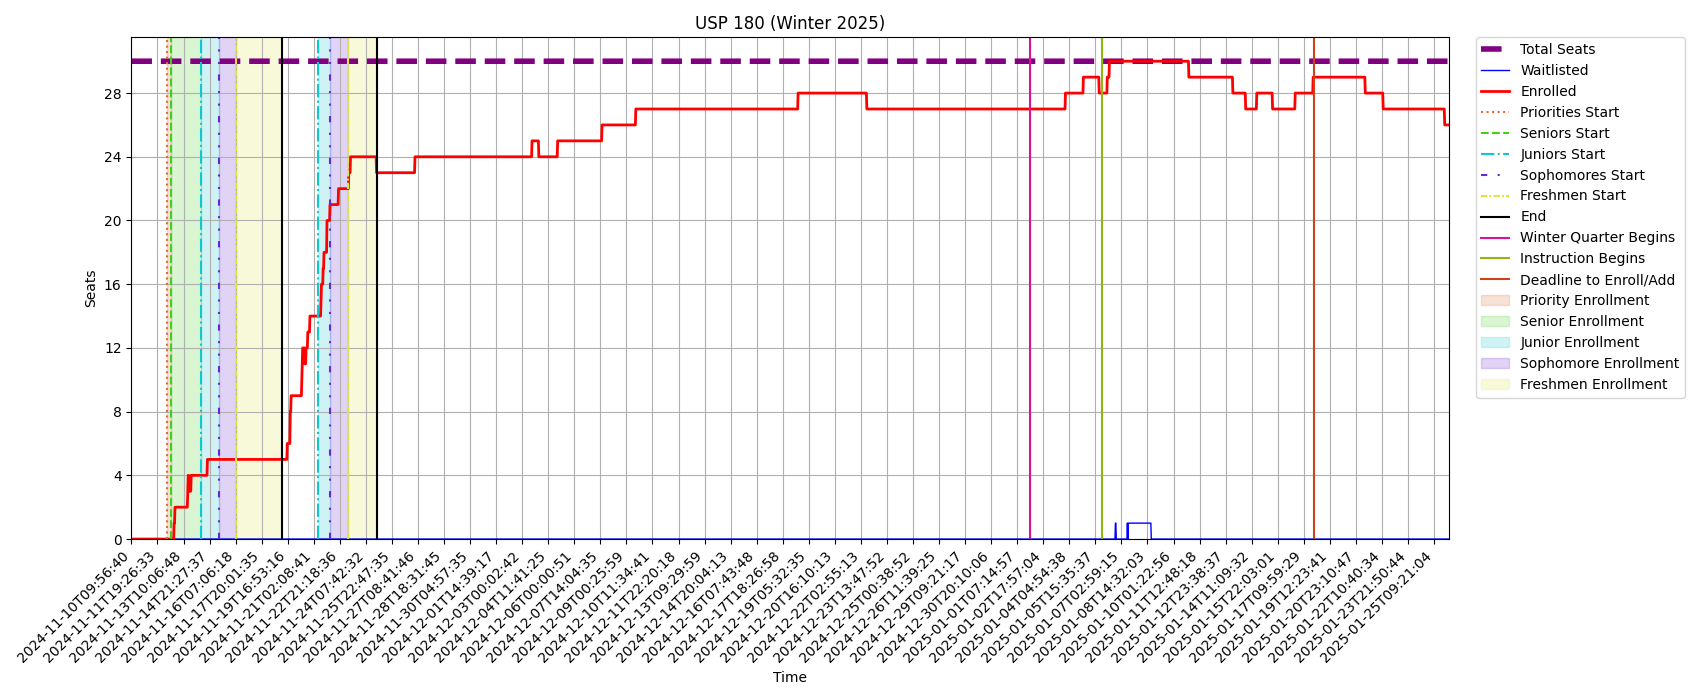 USP 180 (Winter 2025)
Seats
28
24
20
16
12
8
4
0
2024-11-10T09:56:40
2024-11-11T19:26:33
2024-11-13T10:06:48
2024-11-14T21:27:37
2024-11-16T07:06:18
2024-11-17T20:01:35
2024-11-19T16:53:16
2024-11-21T02:08:41
2024-11-22T21:18:36
2024-11-24T07:42:32
2024-11-25T22:47:35
2024-11-27T08:41:46
2024-11-28T18:31:45
2024-11-30T04:57:35
2024-12-01T14:39:17
2024-12-03T00:02:42
2024-12-04T11:41:25
2024-12-06T00:00:51
2024-12-07T14:04:35
2024-12-09T00:25:59
2024-12-10T11:34:41
2024-12-11T22:20:18
2024-12-13T09:29:59
2024-12-14T20:04:13
2024-12-16T07:43:48
2024-12-17T18:26:58
2024-12-19T05:32:35
2024-12-20T16:10:13
2024-12-22T02:55:13
2024-12-23T13:47:52
2024-12-25T00:38:52
2024-12-26T11:39:25
2024-12-29T09:21:17
2024-12-30T20:10:06
2025-01-01T07:14:57
2025-01-02T17:57:04
2025-01-04T04:54:38
2025-01-05T15:35:37
2025-01-07T02:59:15
2025-01-08T14:32:03
2025-01-10T01:22:56
2025-01-11T12:48:18
2025-01-12T23:38:37
2025-01-14T11:09:32
2025-01-15T22:03:01
2025-01-17T09:59:29
2025-01-19T12:23:41
2025-01-20T23:10:47
2025-01-22T10:40:34
2025-01-23T21:50:44
2025-01-25T09:21:04
Time
Total Seats
Waitlisted
Enrolled
Priorities Start
Seniors Start
Juniors Start
Sophomores Start
Freshmen Start
End
Winter Quarter Begins
Instruction Begins
Deadline to Enroll/Add
Priority Enrollment
Senior Enrollment
Junior Enrollment
Sophomore Enrollment
Freshmen Enrollment